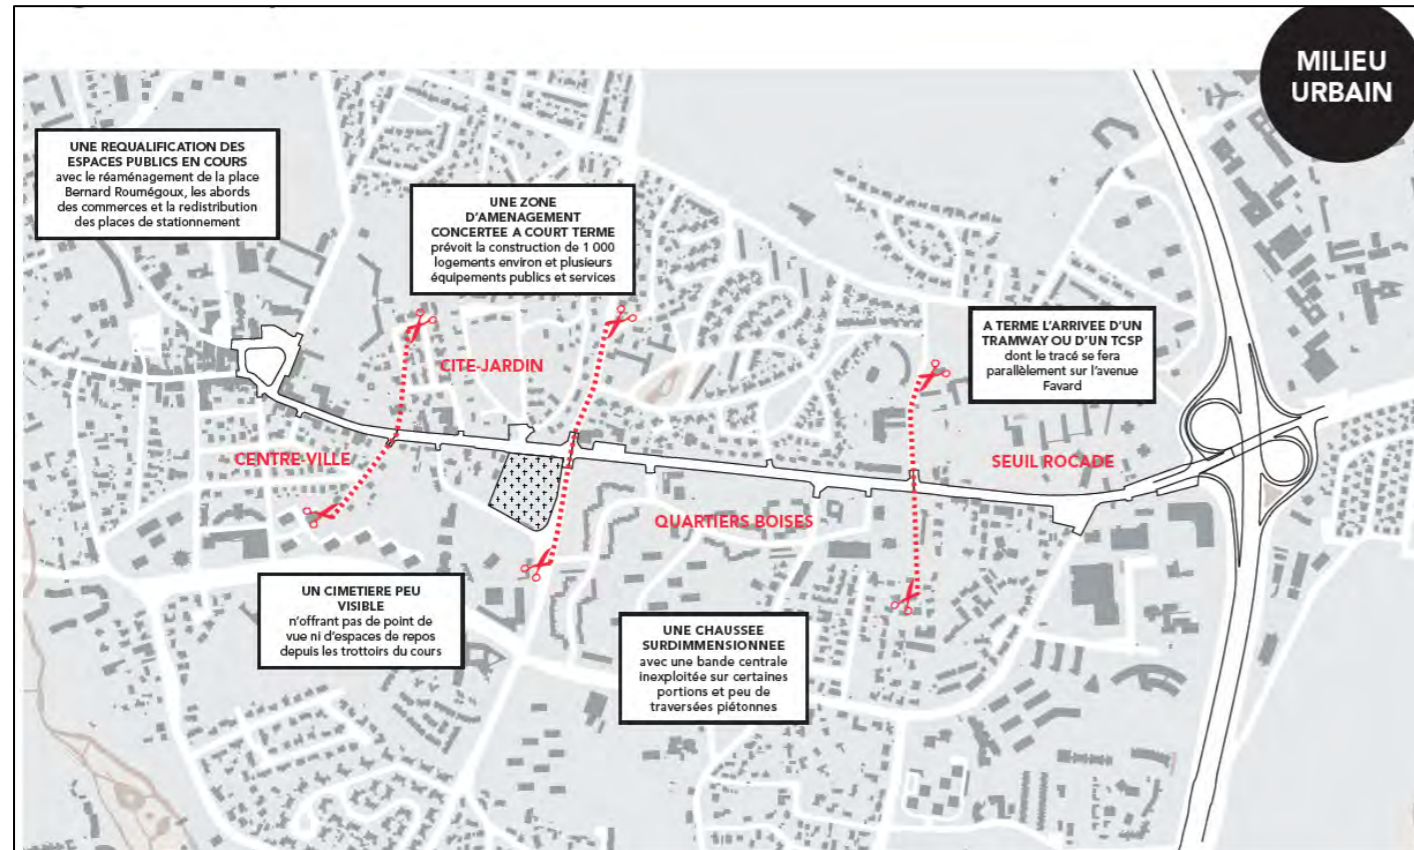 MILIEU
URBAIN
UNE REQUALIFICATION DES
ESPACES PUBLICS EN COURS
avec le réaménagement de la place
Bernard Roumégoux, les abords
des commerces et la redistribution
des places de stationnement
UNE ZONE
D'AMENAGEMENT
CONCERTEE A COURT TERME
prévoit la construction de 1 000
logements environ et plusieurs
équipements publics et services
A TERME L'ARRIVEE D'UN
TRAMWAY OU D'UN TCSP
dont le tracé se fera
parallèlement sur l'avenue
Favard
CITE-JARDIN
CENTRE-VILLE
SEUIL ROCADE
QUARTIERS BOISES
UN CIMETIERE PEU
VISIBLE
n'offrant pas de point de
vue ni d'espaces de repos
depuis les trottoirs du cours
UNE CHAUSSEE
SURDIMMENSIONNEE
avec une bande centrale
inexploitée sur certaines
portions et peu de
traversées piétonnes